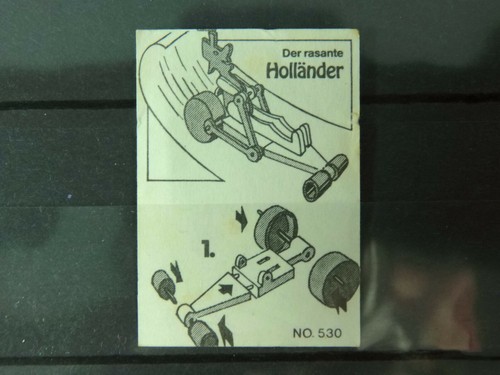 Der rasante
Holländer
1.
NO. 530